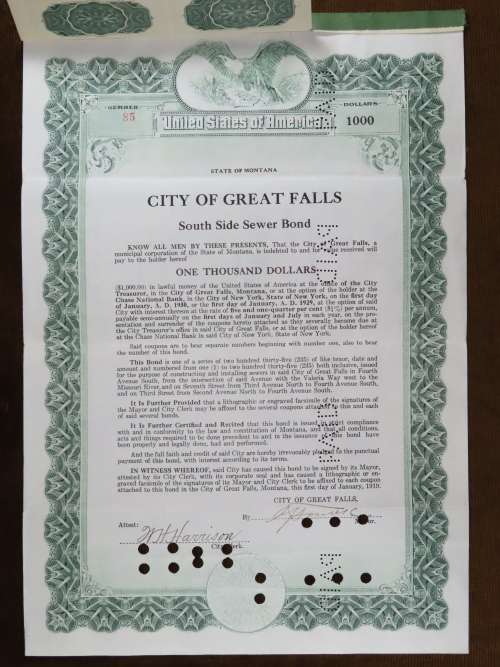 NUMBER
85
DOLLARS
1000
United States of America
STATE OF MONTANA
CITY OF GREAT FALLS
South Side Sewer Bond
KNOW ALL MEN BY THESE PRESENTS, That the City of Great Falls, a
municipal corporation of the State of Montana, is indebted to and for value received will
pay to the holder hereof
ONE THOUSAND DOLLARS
($1,000.00) in lawful money of the United States of America at the office of the City
Treasurer, in the City of Great Falls, Montana, or at the option of the holder at the
Chase National Bank, in the City of New York, State of New York, on the first day
of January, A. D. 1930, or the first day of January, A. D. 1929, at the option of said
City with interest thereon at the rate of five and one-quarter per cent (5¼)% per annum,
payable semi-annually on the first days of January and July in each year, on the pre-
sentation and surrender of the coupons hereto attached as they severally become due at
the City Treasurer's office in said City of Great Falls, or at the option of the holder hereof
at the Chase National Bank in said City of New York, State of New York.
Said coupons are to bear separate numbers beginning with number one, also to bear
the number of this bond.
This Bond is one of a series of two hundred thirty-five (235) of like tenor, date and
amount and numbered from one (1) to two hundred thirty-five (235) both inclusive, issued
for the purpose of constructing and installing sewers in said City of Great Falls in Fourth
Avenue South, from the intersection of said Avenue with the Valeria Way west to the
Missouri River, and on Seventh Street from Third Avenue North to Fourth Avenue South,
and on Third Street from Second Avenue North to Fourth Avenue South.
It Is Further Provided that a lithographic or engraved facsimile of the signatures of
the Mayor and City Clerk may be affixed to the several coupons attached to this and each
of said several bonds.
It Is Further Certified and Recited that this bond is issued in strict compliance
with and in conformity to the law and constitution of Montana, and that all conditions,
acts and things required to be done precedent to and in the issuance of this bond have
been properly and legally done, had and performed.
And the full faith and credit of said City are hereby irrevocably pledged to the punctual
payment of this bond, with interest according to its terms.
IN WITNESS WHEREOF, said City has caused this bond to be signed by its Mayor,
attested by its City Clerk, with its corporate seal and has caused a lithographic or en-
graved facsimile of the signatures of its Mayor and City Clerk to be affixed to each coupon
attached to this bond in the City of Great Falls, Montana, this first day of January, 1910.
CITY OF GREAT FALLS,
By
Mayor.
Attest:
W H Harrison
City Clerk.